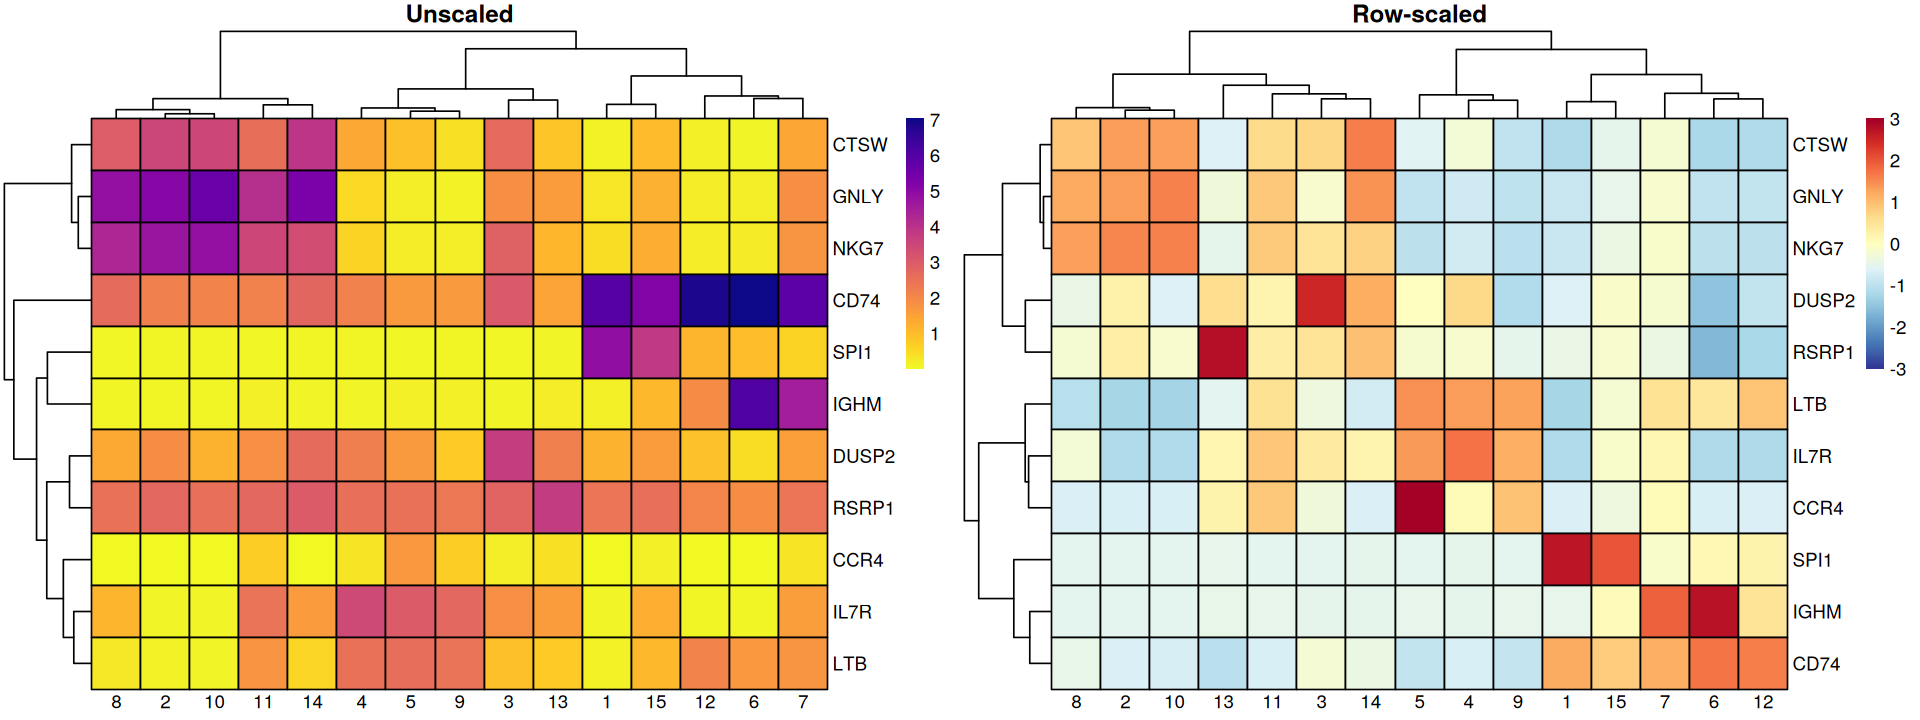 Unscaled
7
6
5
4
3
2
1
CTSW
GNLY
NKG7
CD74
SPI1
IGHM
DUSP2
RSRP1
CCR4
IL7R
LTB
8 2 10 11 14 4 5 9 3 13 1 15 12 6 7
Row-scaled
3
2
1
0
-1
-2
-3
CTSW
GNLY
NKG7
DUSP2
RSRP1
LTB
IL7R
CCR4
SPI1
IGHM
CD74
8 2 10 13 11 3 14 5 4 9 1 15 7 6 12